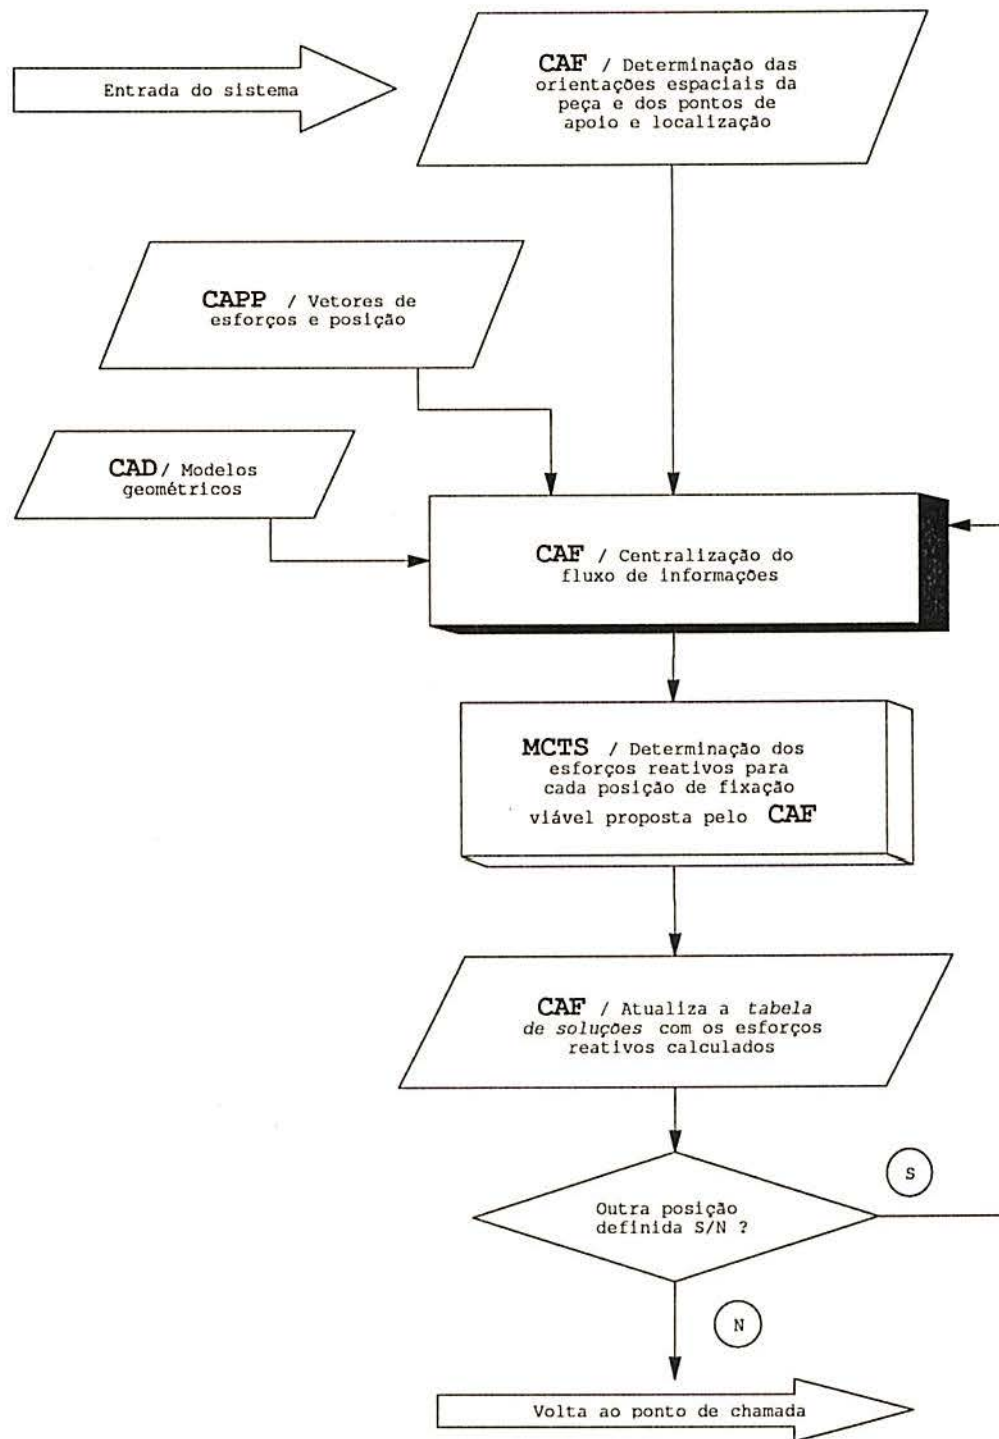 Entrada do sistema
CAF / Determinação das
orientações espaciais da
peça e dos pontos de
apoio e localização
CAPP / Vetores de
esforços e posição
CAD / Modelos
geométricos
CAF / Centralização do
fluxo de informações
MCTS / Determinação dos
esforços reativos para
cada posição de fixação
viável proposta pelo CAF
CAF / Atualiza a tabela
de soluções com os esforços
reativos calculados
Outra posição
definida S/N ?
S
N
Volta ao ponto de chamada